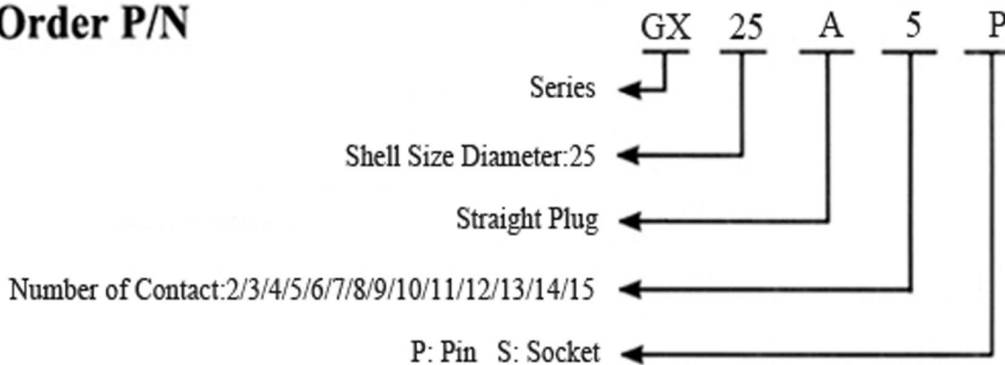 Order P/N
GX 25 A 5 P
Series
Shell Size Diameter:25
Straight Plug
Number of Contact:2/3/4/5/6/7/8/9/10/11/12/13/14/15
P: Pin S: Socket